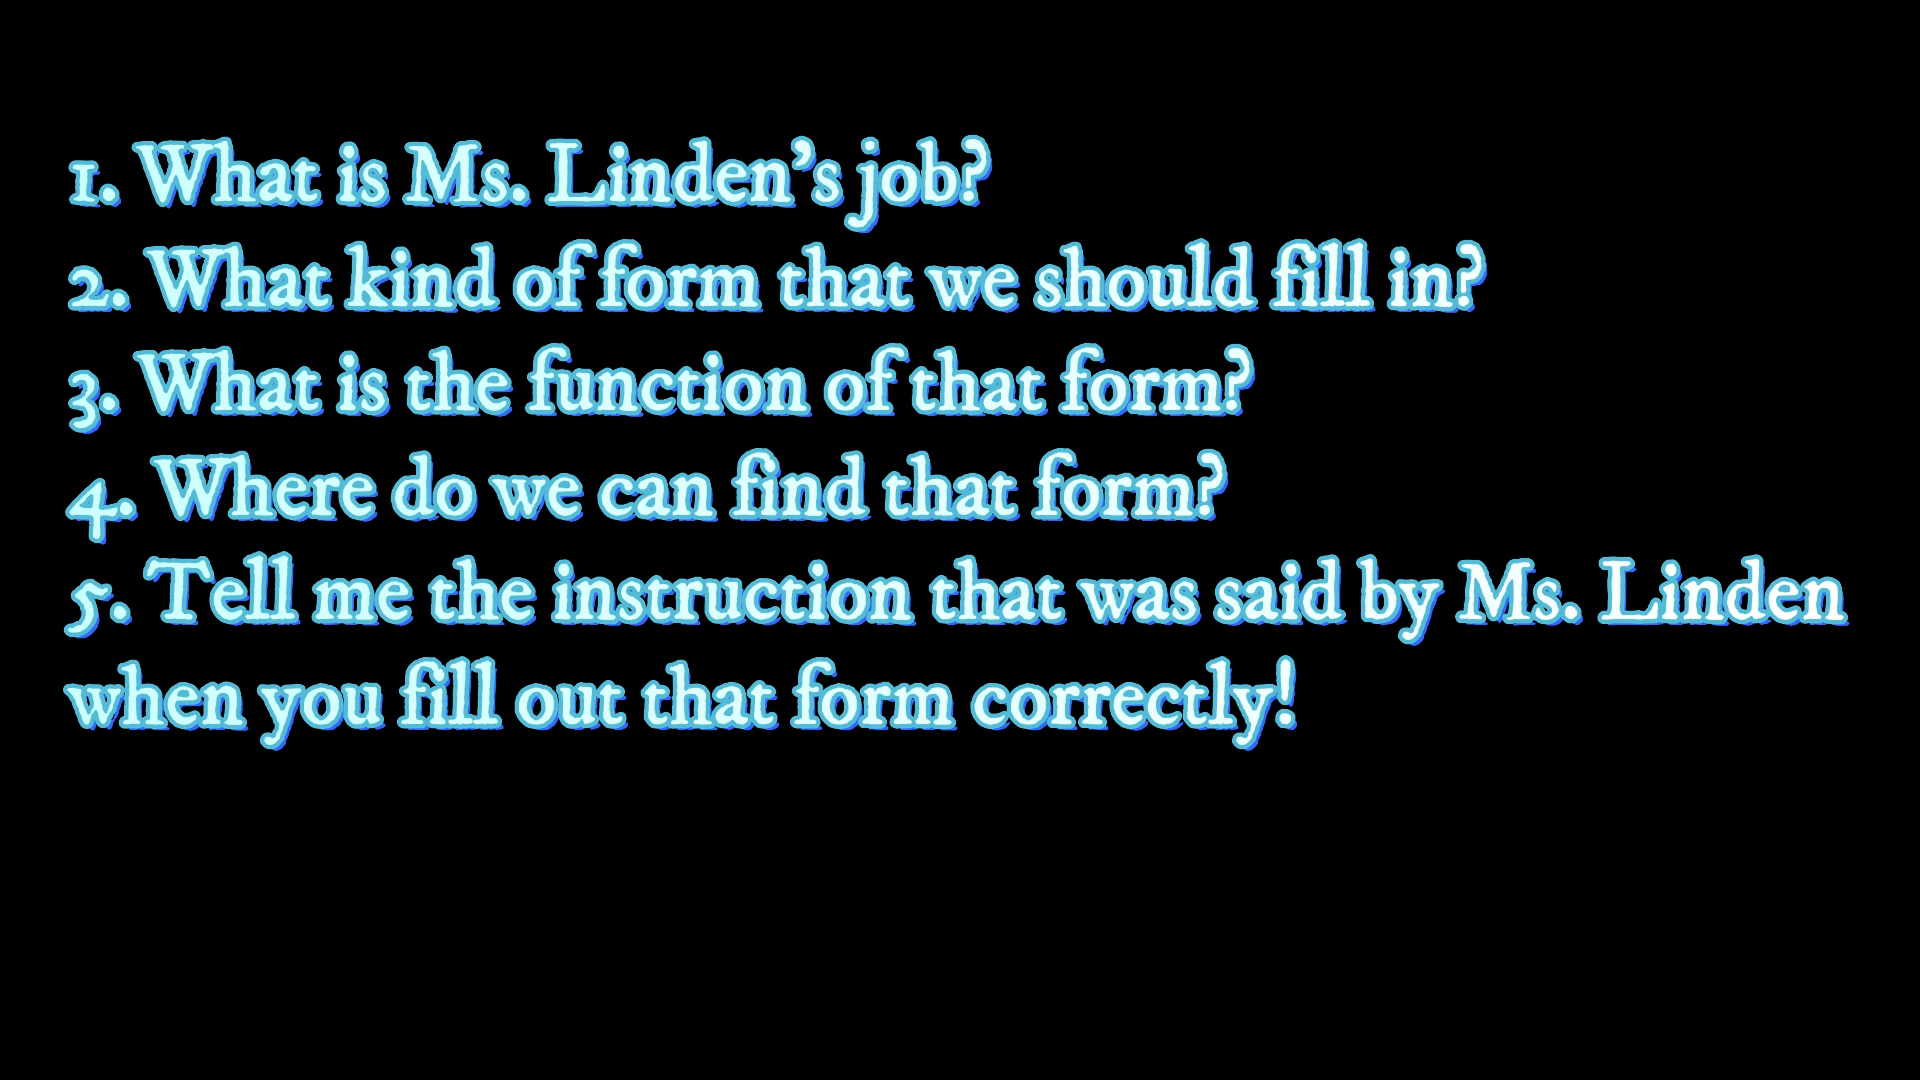 1. What is Ms. Linden’s job?
2. What kind of form that we should fill in?
3. What is the function of that form?
4. Where do we can find that form?
5. Tell me the instruction that was said by Ms. Linden
when you fill out that form correctly!